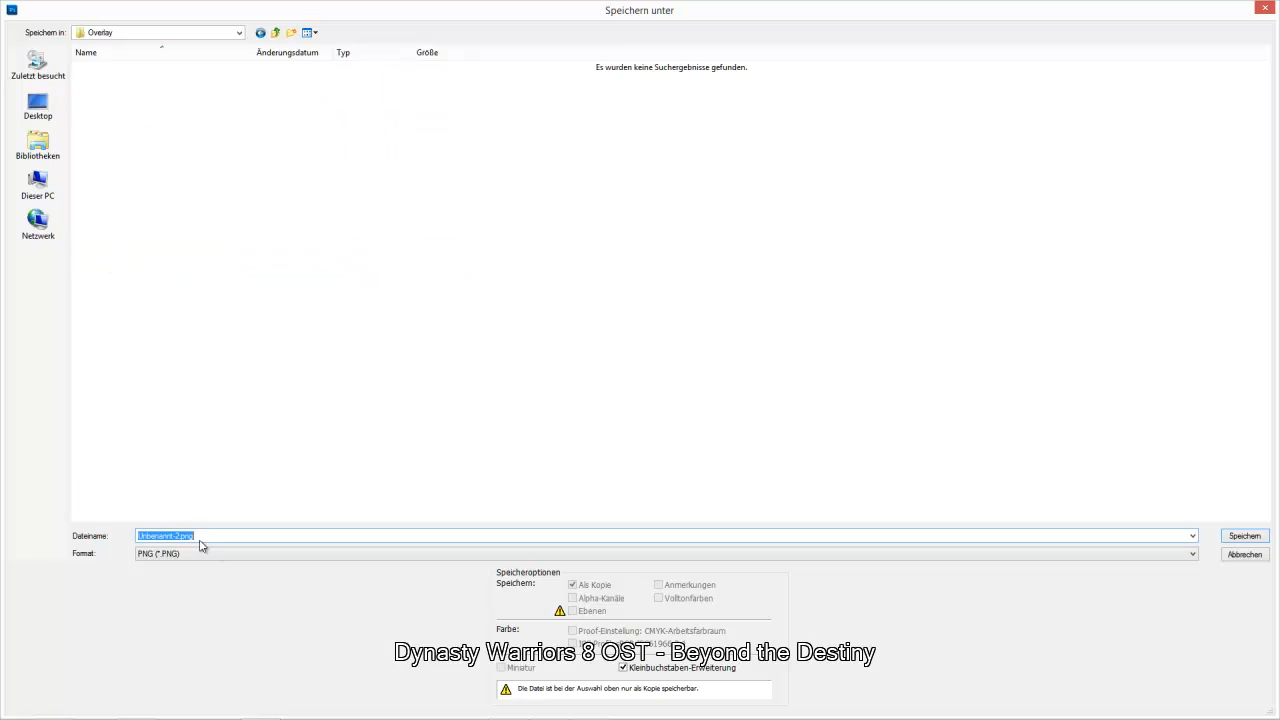 Speichern unter
Speichern in:
Overlay
Name
Änderungsdatum
Typ
Größe
Es wurden keine Suchergebnisse gefunden.
Zuletzt besucht
Desktop
Bibliotheken
Dieser PC
Netzwerk
Dateiname:
Unbenannt-2.png
Speichern
Format:
PNG (*.PNG)
Abbrechen
Speicheroptionen
Speichern:
Als Kopie
Anmerkungen
Alpha-Kanäle
Volltonfarben
Ebenen
Farbe:
Proof-Einstellung: CMYK-Arbeitsfarbraum
Dynasty Warriors 8 OST - Beyond the Destiny
Miniatur
Kleinbuchstaben-Erweiterung
Die Datei ist bei der Auswahl oben nur als Kopie speicherbar.